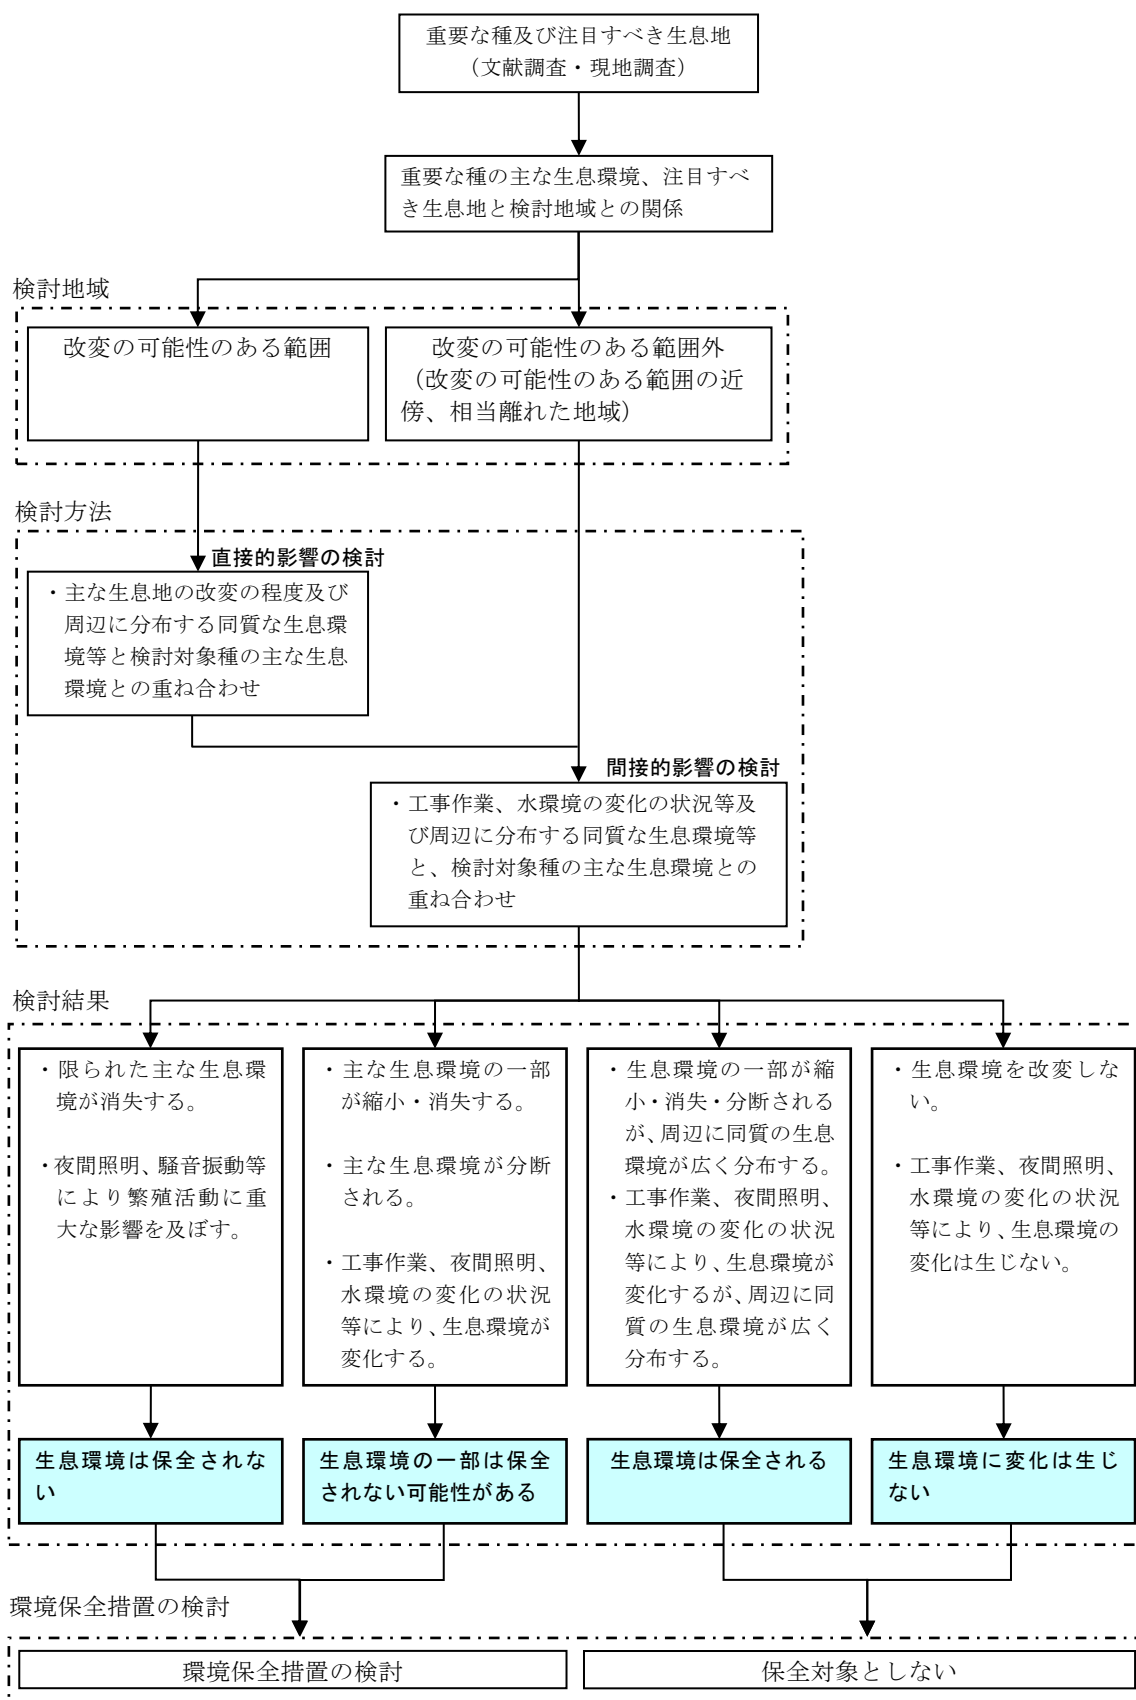 重要な種及び注目すべき生息地
（文献調査・現地調査）
重要な種の主な生息環境、注目すべ
き生息地と検討地域との関係
検討地域
改変の可能性のある範囲
改変の可能性のある範囲外
（改変の可能性のある範囲の近
傍、相当離れた地域）
検討方法
直接的影響の検討
・主な生息地の改変の程度及び
周辺に分布する同質な生息環
境等と検討対象種の主な生息
環境との重ね合わせ
間接的影響の検討
・工事作業、水環境の変化の状況等及
び周辺に分布する同質な生息環境等
と、検討対象種の主な生息環境との
重ね合わせ
検討結果
・限られた主な生息環
境が消失する。
・夜間照明、騒音振動等
により繁殖活動に重
大な影響を及ぼす。
・主な生息環境の一部
が縮小・消失する。
・主な生息環境が分断
される。
・工事作業、夜間照明、
水環境の変化の状況
等により、生息環境が
変化する。
・生息環境の一部が縮
小・消失・分断される
が、周辺に同質の生息
環境が広く分布する。
・工事作業、夜間照明、
水環境の変化の状況
等により、生息環境が
変化するが、周辺に同
質の生息環境が広く
分布する。
・生息環境を改変しな
い。
・工事作業、夜間照明、
水環境の変化の状況
等により、生息環境の
変化は生じない。
生息環境は保全されな
い
生息環境の一部は保全
されない可能性がある
生息環境は保全される
生息環境に変化は生じ
ない
環境保全措置の検討
環境保全措置の検討
保全対象としない